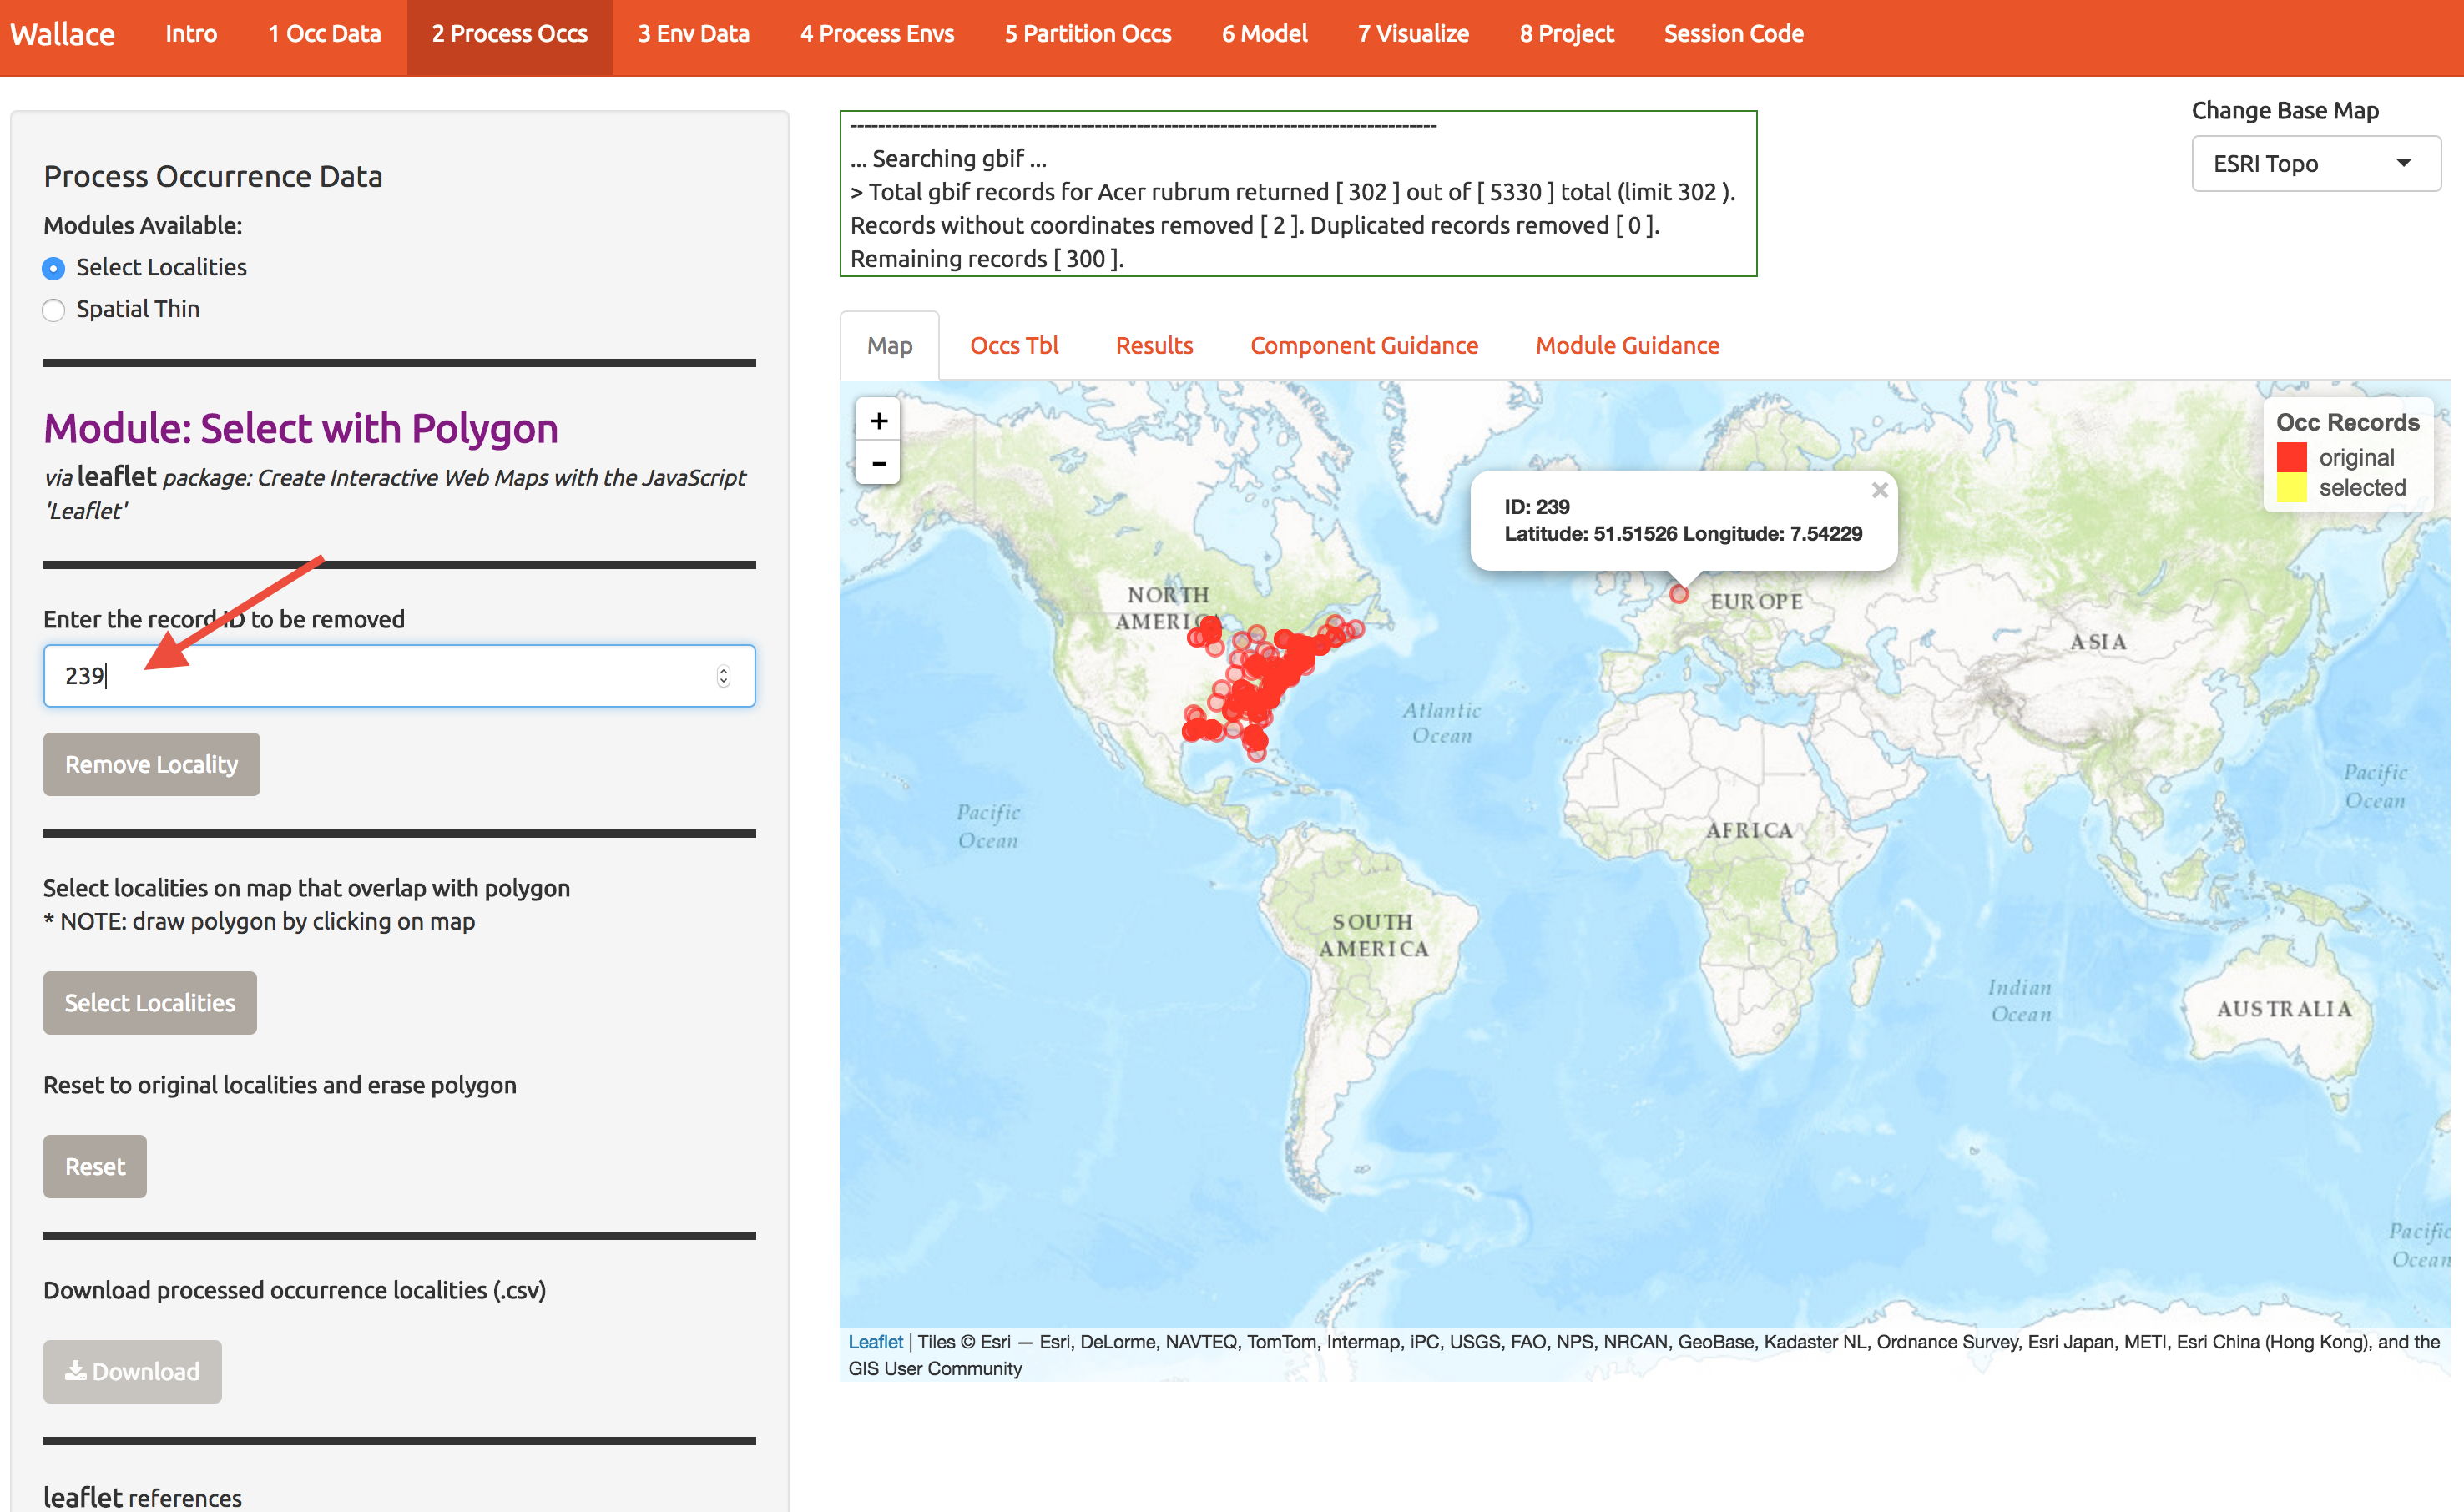 Wallace Intro 1 Occ Data 2 Process Occs 3 Env Data 4 Process Envs 5 Partition Occs 6 Model 7 Visualize 8 Project Session Code
Process Occurrence Data
Modules Available:
Select Localities
Spatial Thin
Module: Select with Polygon
via leaflet package: Create Interactive Web Maps with the JavaScript
'Leaflet'
Enter the record ID to be removed
239
Remove Locality
Select localities on map that overlap with polygon
* NOTE: draw polygon by clicking on map
Select Localities
Reset to original localities and erase polygon
Reset
Download processed occurrence localities (.csv)
Download
leaflet references
... Searching gbif ...
> Total gbif records for Acer rubrum returned [ 302 ] out of [ 5330 ] total (limit 302 ).
Records without coordinates removed [ 2 ]. Duplicated records removed [ 0 ].
Remaining records [ 300 ].
Change Base Map
ESRI Topo
Map Occs Tbl Results Component Guidance Module Guidance
+
-
Occ Records
original
selected
ID: 239
Latitude: 51.51526 Longitude: 7.54229
NORTH
AMERICA
EUROPE
ASIA
Atlantic
Ocean
Pacific
Ocean
Pacific
Ocean
AFRICA
SOUTH
AMERICA
Indian
Ocean
AUSTRALIA
Pacific
Ocean
Leaflet | Tiles © Esri — Esri, DeLorme, NAVTEQ, TomTom, Intermap, iPC, USGS, FAO, NPS, NRCAN, GeoBase, Kadaster NL, Ordnance Survey, Esri Japan, METI, Esri China (Hong Kong), and the
GIS User Community